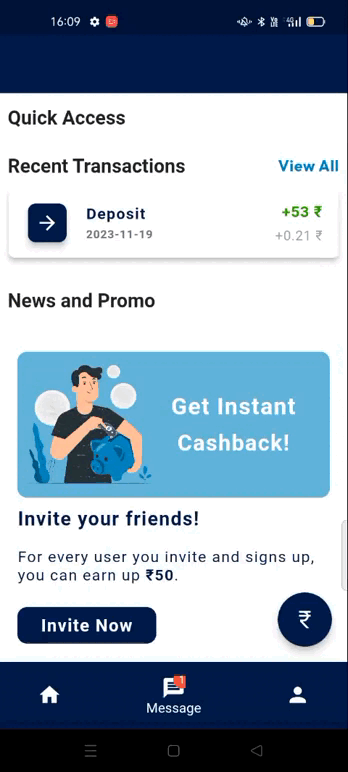 16:09
Quick Access
Recent Transactions
View All
Deposit
+53 ₹
2023-11-19
+0.21 ₹
News and Promo
Get Instant
Cashback!
Invite your friends!
For every user you invite and signs up,
you can earn up ₹50.
Invite Now
₹
1
Message